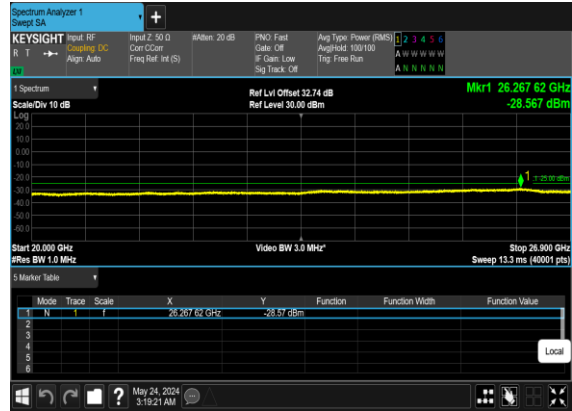 Spectrum Analyzer 1
Swept SA
+
KEYSIGHT
R T
Input: RF
Coupling: DC
Align: Auto
Input Z: 50 Ω
Corr CCorr
Freq Ref: Int (S)
#Atten: 20 dB
PNO: Fast
Gate: Off
IF Gain: Low
Sig Track: Off
Avg Type: Power (RMS)
Avg|Hold: 100/100
Trig: Free Run
1 2 3 4 5 6
A W W W W W
A N N N N N
1 Spectrum
Scale/Div 10 dB
Ref Lvl Offset 32.74 dB
Ref Level 30.00 dBm
Mkr1 26.267 62 GHz
-28.567 dBm
Log
20.0
10.0
0.00
-10.0
-20.0
-30.0
-40.0
-50.0
-60.0
1
-25.00 dBm
Start 20.000 GHz
#Res BW 1.0 MHz
Video BW 3.0 MHz*
Stop 26.900 GHz
Sweep 13.3 ms (40001 pts)
5 Marker Table
Mode Trace Scale X Y Function Function Width Function Value
1 N 1 f 26.267 62 GHz -28.57 dBm
2
3
4
5
6
Local
?
May 24, 2024
3:19:21 AM